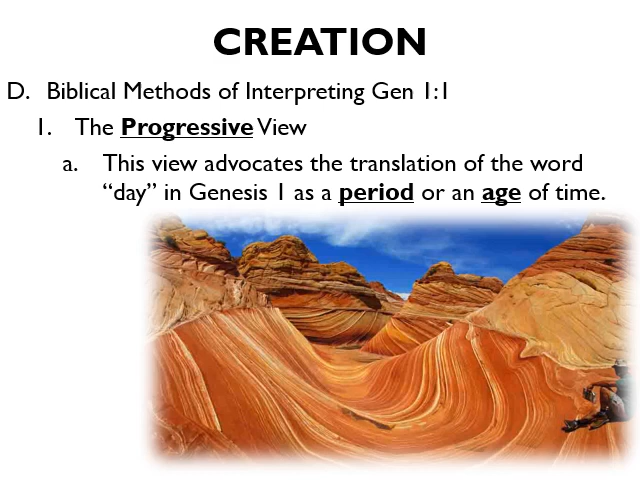 CREATION
D. Biblical Methods of Interpreting Gen 1:1
1. The Progressive View
a. This view advocates the translation of the word
“day” in Genesis 1 as a period or an age of time.